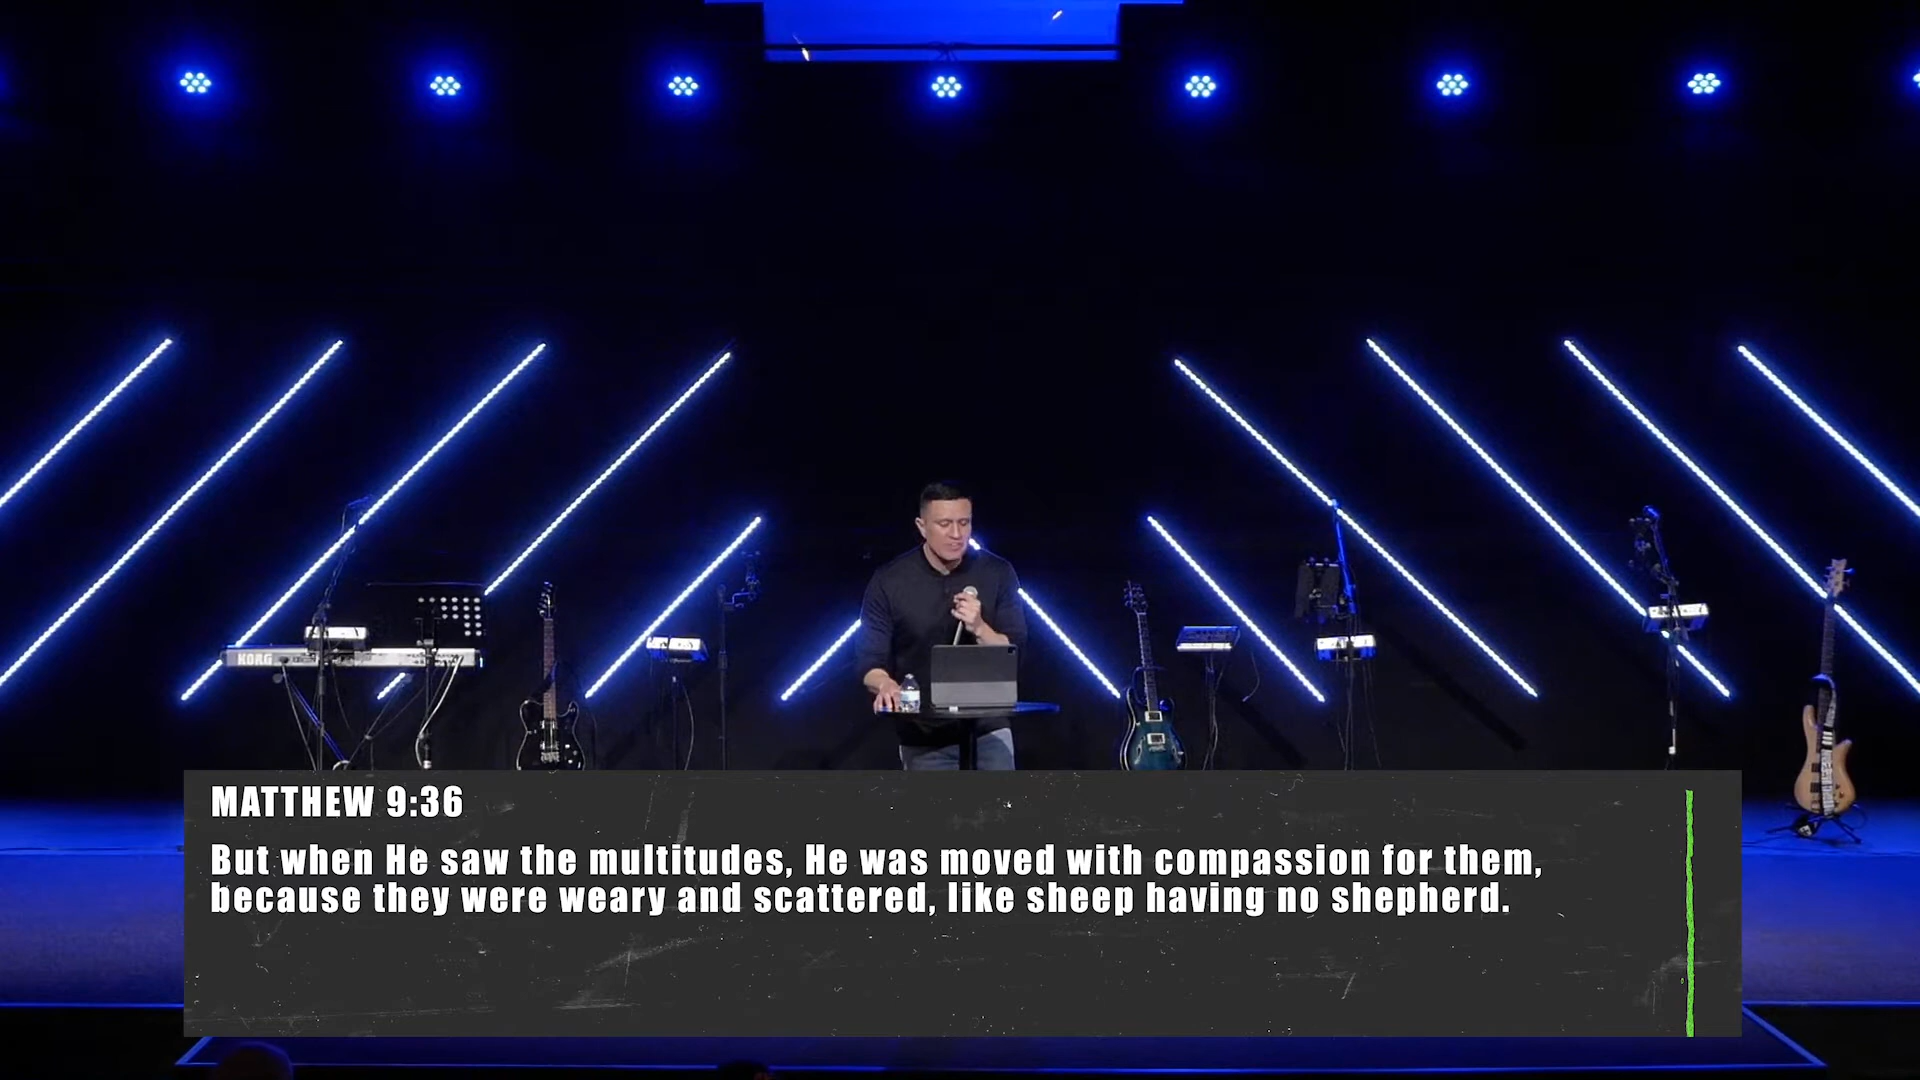 KORG
MATTHEW 9:36
But when He saw the multitudes, He was moved with compassion for them,
because they were weary and scattered, like sheep having no shepherd.